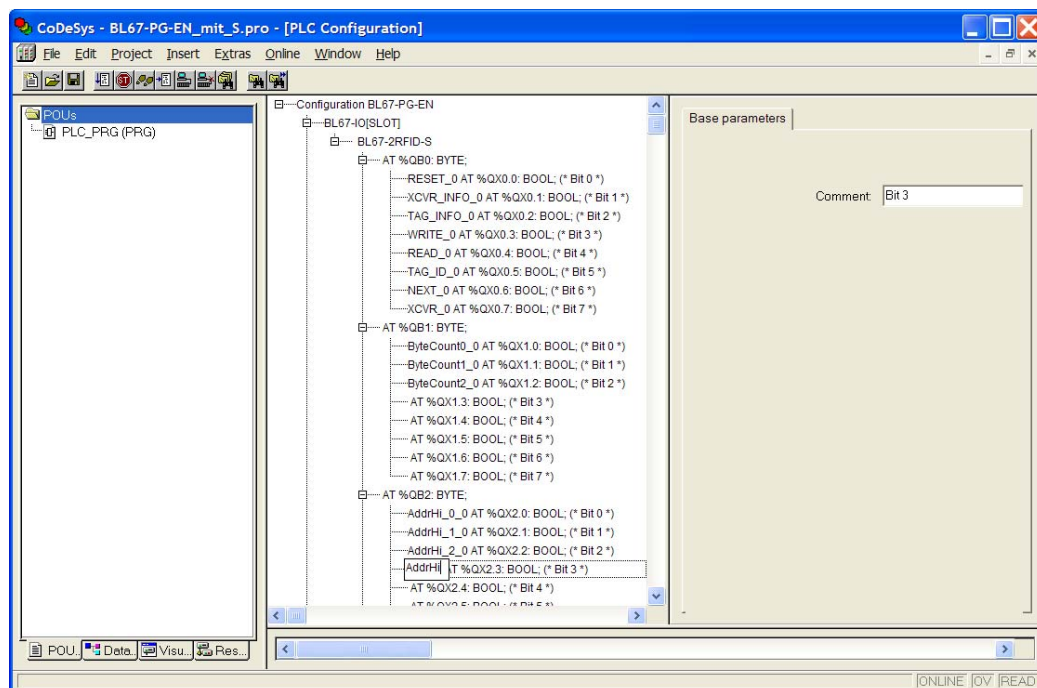 CoDeSys - BL67-PG-EN_mit_S.pro - [PLC Configuration]
File Edit Project Insert Extras Online Window Help
POUs
PLC_PRG (PRG)
Configuration BL67-PG-EN
BL67-IO[SLOT]
BL67-2RFID-S
AT %QB0: BYTE;
RESET_0 AT %QX0.0: BOOL; (* Bit 0 *)
XCVR_INFO_0 AT %QX0.1: BOOL; (* Bit 1 *)
TAG_INFO_0 AT %QX0.2: BOOL; (* Bit 2 *)
WRITE_0 AT %QX0.3: BOOL; (* Bit 3 *)
READ_0 AT %QX0.4: BOOL; (* Bit 4 *)
TAG_ID_0 AT %QX0.5: BOOL; (* Bit 5 *)
NEXT_0 AT %QX0.6: BOOL; (* Bit 6 *)
XCVR_0 AT %QX0.7: BOOL; (* Bit 7 *)
AT %QB1: BYTE;
ByteCount0_0 AT %QX1.0: BOOL; (* Bit 0 *)
ByteCount1_0 AT %QX1.1: BOOL; (* Bit 1 *)
ByteCount2_0 AT %QX1.2: BOOL; (* Bit 2 *)
AT %QX1.3: BOOL; (* Bit 3 *)
AT %QX1.4: BOOL; (* Bit 4 *)
AT %QX1.5: BOOL; (* Bit 5 *)
AT %QX1.6: BOOL; (* Bit 6 *)
AT %QX1.7: BOOL; (* Bit 7 *)
AT %QB2: BYTE;
AddrHi_0_0 AT %QX2.0: BOOL; (* Bit 0 *)
AddrHi_1_0 AT %QX2.1: BOOL; (* Bit 1 *)
AddrHi_2_0 AT %QX2.2: BOOL; (* Bit 2 *)
AddrHi T %QX2.3: BOOL; (* Bit 3 *)
AT %QX2.4: BOOL; (* Bit 4 *)
Base parameters
Comment: Bit 3
POU... Data... Visu... Res...
ONLINE OV READ